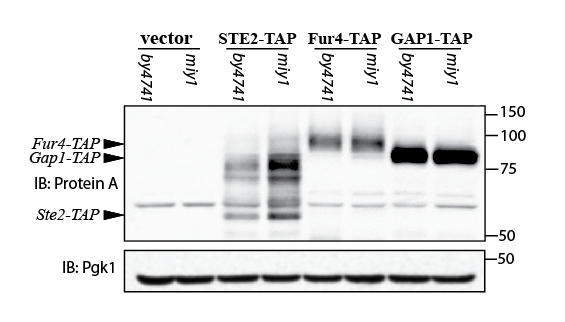 vector STE2-TAP Fur4-TAP GAP1-TAP
by4741 miy1 by4741 miy1 by4741 miy1 by4741 miy1
150
100
Fur4-TAP
Gap1-TAP
75
IB: Protein A
Ste2-TAP
50
50
IB: Pgk1